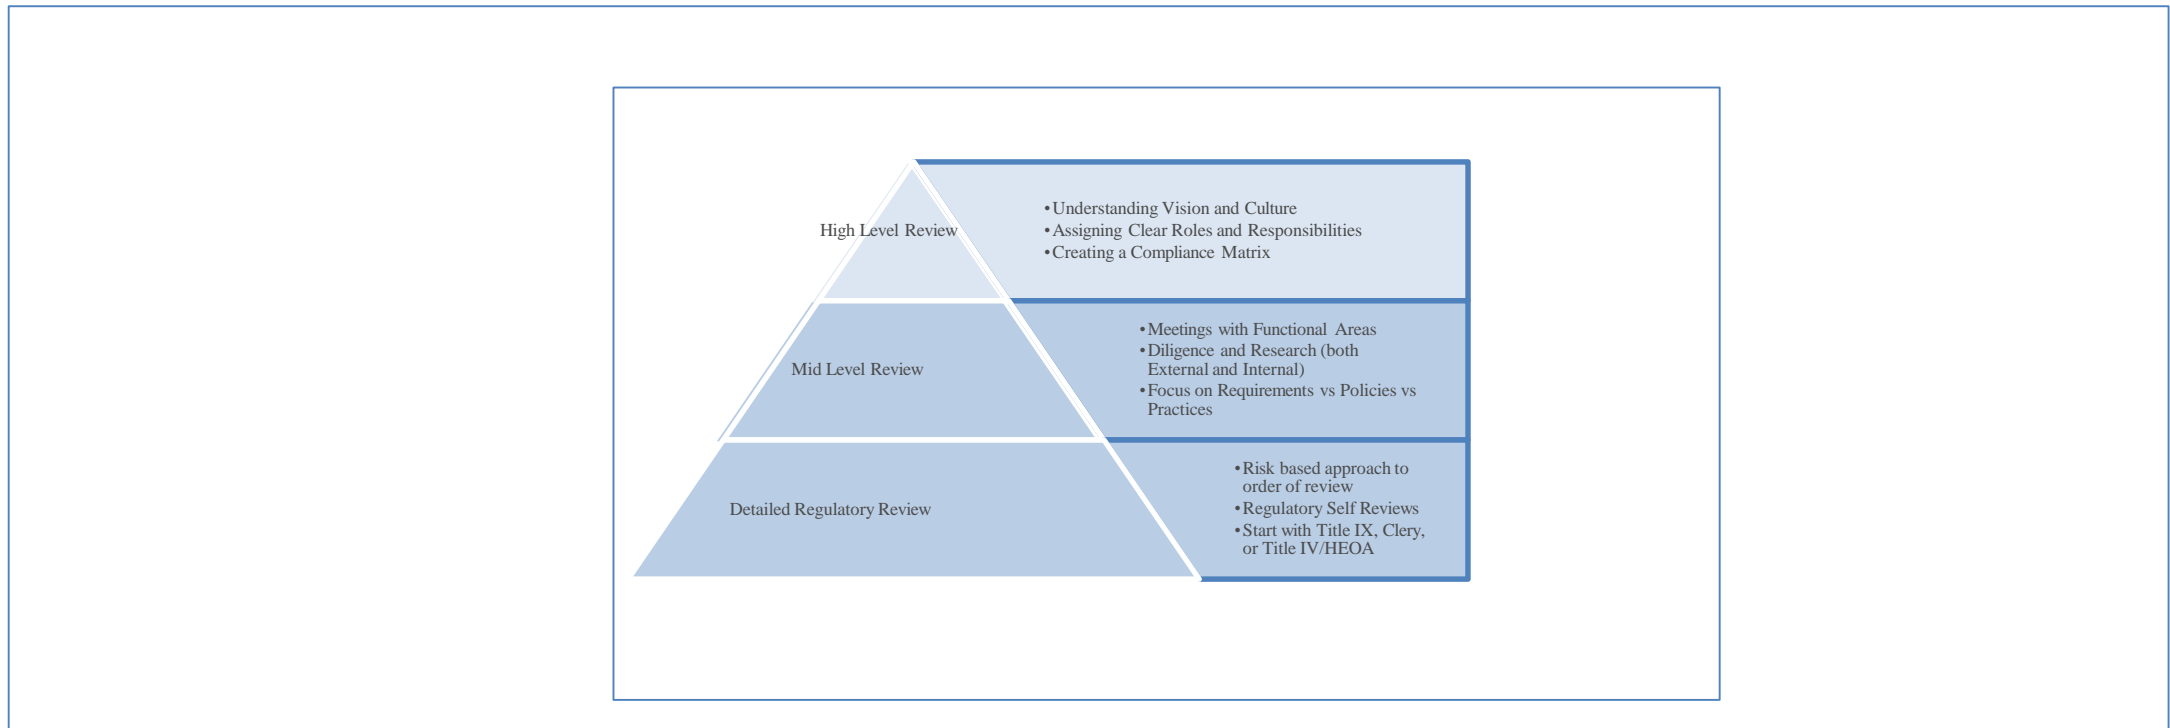 High Level Review
•Understanding Vision and Culture
•Assigning Clear Roles and Responsibilities
•Creating a Compliance Matrix
Mid Level Review
•Meetings with Functional Areas
•Diligence and Research (both
External and Internal)
•Focus on Requirements vs Policies vs
Practices
Detailed Regulatory Review
•Risk based approach to
order of review
•Regulatory Self Reviews
•Start with Title IX, Clery,
or Title IV/HEOA